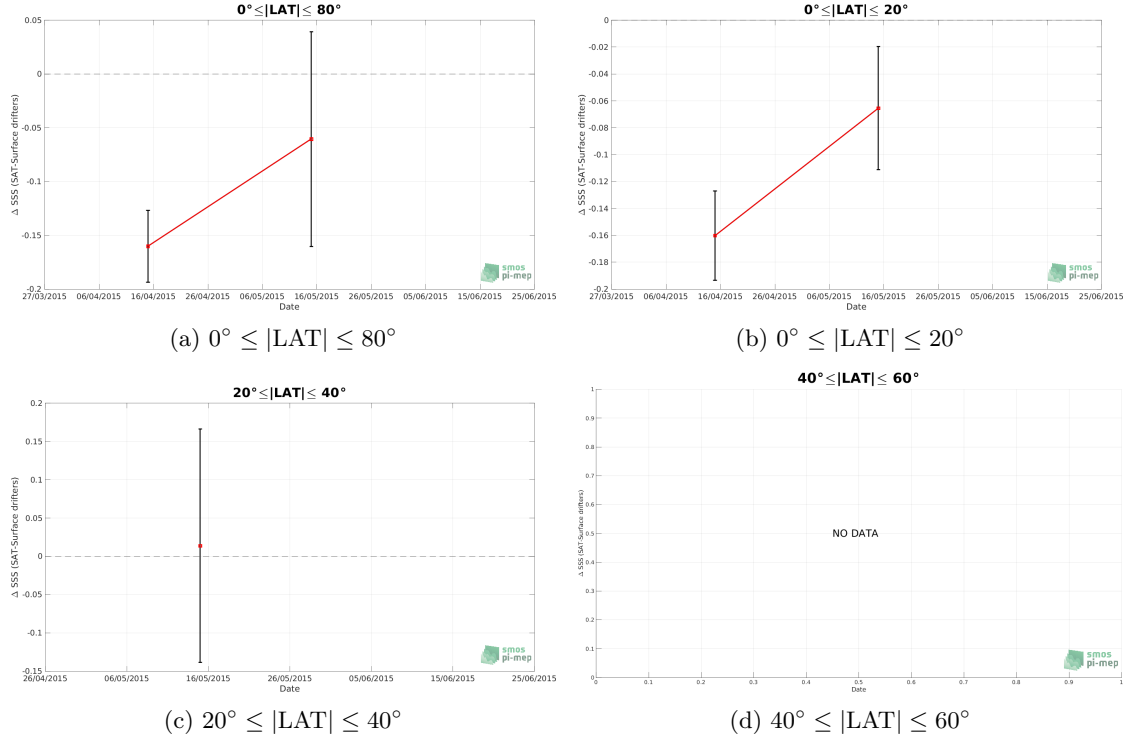 0°≤|LAT|≤ 80°
0.05
0
-0.05
-0.1
-0.15
-0.2
Δ SSS (SAT-Surface drifters)
27/03/2015 06/04/2015 16/04/2015 26/04/2015 06/05/2015 16/05/2015 26/05/2015 05/06/2015 15/06/2015 25/06/2015
Date
smos
pi-mep
(a) 0° ≤ |LAT| ≤ 80°
0°≤|LAT|≤ 20°
0
-0.02
-0.04
-0.06
-0.08
-0.1
-0.12
-0.14
-0.16
-0.18
-0.2
Δ SSS (SAT-Surface drifters)
27/03/2015 06/04/2015 16/04/2015 26/04/2015 06/05/2015 16/05/2015 26/05/2015 05/06/2015 15/06/2015 25/06/2015
Date
smos
pi-mep
(b) 0° ≤ |LAT| ≤ 20°
20°≤|LAT|≤ 40°
0.2
0.15
0.1
0.05
0
-0.05
-0.1
-0.15
Δ SSS (SAT-Surface drifters)
26/04/2015 06/05/2015 16/05/2015 26/05/2015 05/06/2015 15/06/2015 25/06/2015
Date
smos
pi-mep
(c) 20° ≤ |LAT| ≤ 40°
40°≤|LAT|≤ 60°
1
0.9
0.8
0.7
0.6
0.5
0.4
0.3
0.2
0.1
0
Δ SSS (SAT-Surface drifters)
NO DATA
0 0.1 0.2 0.3 0.4 0.5 0.6 0.7 0.8 0.9 1
Date
smos
pi-mep
(d) 40° ≤ |LAT| ≤ 60°